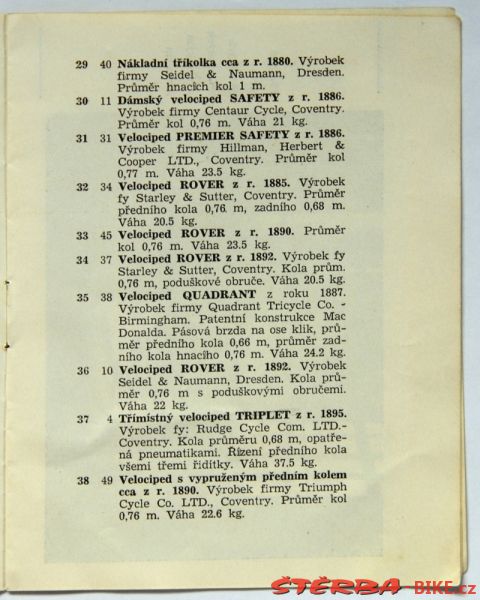 29 40 Nákladní tříkolka cca z r. 1880. Výrobek
firmy Seidel & Naumann, Dresden.
Průměr hnacích kol 1 m.
30 11 Dámský velociped SAFETY z r. 1886.
Výrobek firmy Centaur Cycle, Coventry.
Průměr kol 0,76 m. Váha 21 kg.
31 31 Velociped PREMIER SAFETY z r. 1886.
Výrobek firmy Hillman, Herbert &
Cooper LTD., Coventry. Průměr kol
0,77 m. Váha 23.5 kg.
32 34 Velociped ROVER z r. 1885. Výrobek
fy Starley & Sutter, Coventry. Průměr
předního kola 0,76. m, zadního 0,68 m.
Váha 20.5 kg.
33 45 Velociped ROVER z r. 1890. Průměr
kol 0,76 m. Váha 23.5 kg.
34 37 Velociped ROVER z r. 1892. Výrobek fy
Starley & Sutter, Coventry. Kola prům.
0,76 m, poduškové obruče. Váha 20.5 kg.
35 38 Velociped QUADRANT z roku 1887.
Výrobek firmy Quadrant Tricycle Co. -
Birmingham. Patentní konstrukce Mac
Donalda. Pásová brzda na ose klik, prů-
měr předního kola 0,66 m, průměr zad-
ního kola hnacího 0,76 m. Váha 24.2 kg.
36 10 Velociped ROVER z r. 1892. Výrobek
Seidel & Naumann, Dresden. Kola prů-
měr 0,76 m s poduškovými obručemi.
Váha 22 kg.
37 4 Třímístný velociped TRIPLET z r. 1895.
Výrobek fy: Rudge Cycle Com. LTD.-
Coventry. Kola průměru 0,68 m, opatře-
ná pneumatikami. Řízení předního kola
všemi třemi řidítky. Váha 37.5 kg.
38 49 Velociped s vypruženým předním kolem
cca z r. 1890. Výrobek firmy Triumph
Cycle Co. LTD., Coventry. Průměr kol
0,76 m. Váha 22.6 kg.
ŠTĚRBA BIKE.cz